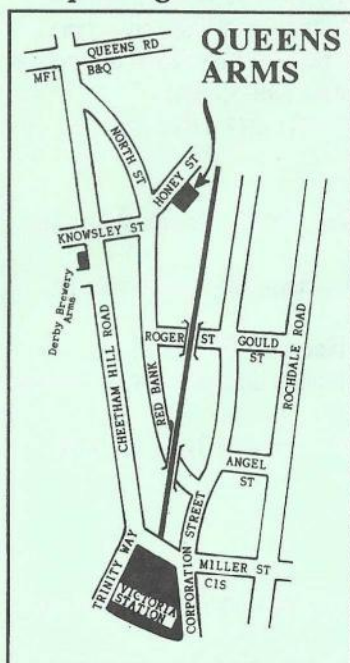 QUEENS
ARMS
QUEENS RD
MFI
B&Q
NORTH ST
HONEY ST
KNOWSLEY ST
Derby Brewery
Arms
CHEETHAM HILL ROAD
RED BANK
ROGER ST
GOULD
ST
ROCHDALE ROAD
ANGEL
ST
CORPORATION STREET
MILLER ST
CIS
TRINITY WAY
VICTORIA
STATION